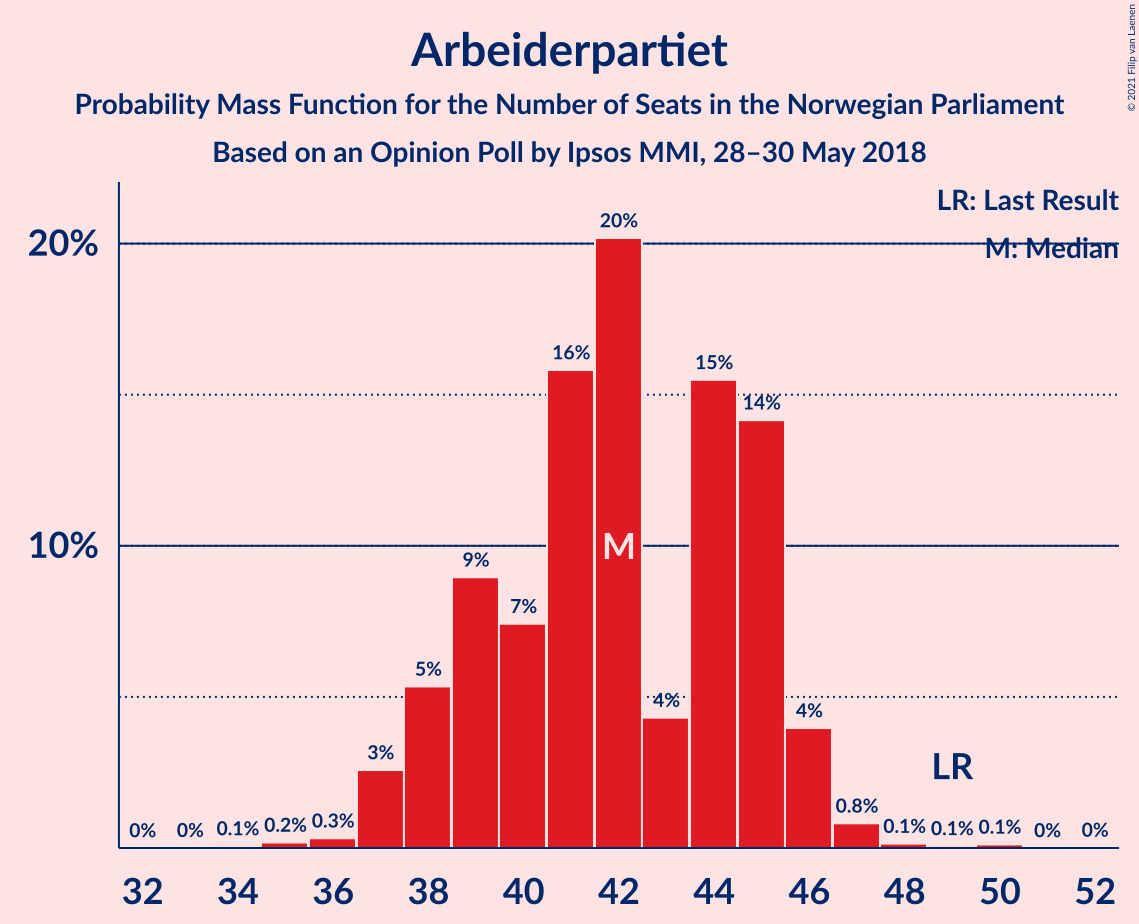 Arbeiderpartiet
Probability Mass Function for the Number of Seats in the Norwegian Parliament
Based on an Opinion Poll by Ipsos MMI, 28–30 May 2018
© 2021 Filip van Laenen
LR: Last Result
M: Median
20%
10%
0% 0% 0.1% 0.2% 0.3% 3% 5% 9% 7% 16% 20% 4% 15% 14% 4% 0.8% 0.1% 0.1% 0.1% 0% 0%
M
LR
32 34 36 38 40 42 44 46 48 50 52